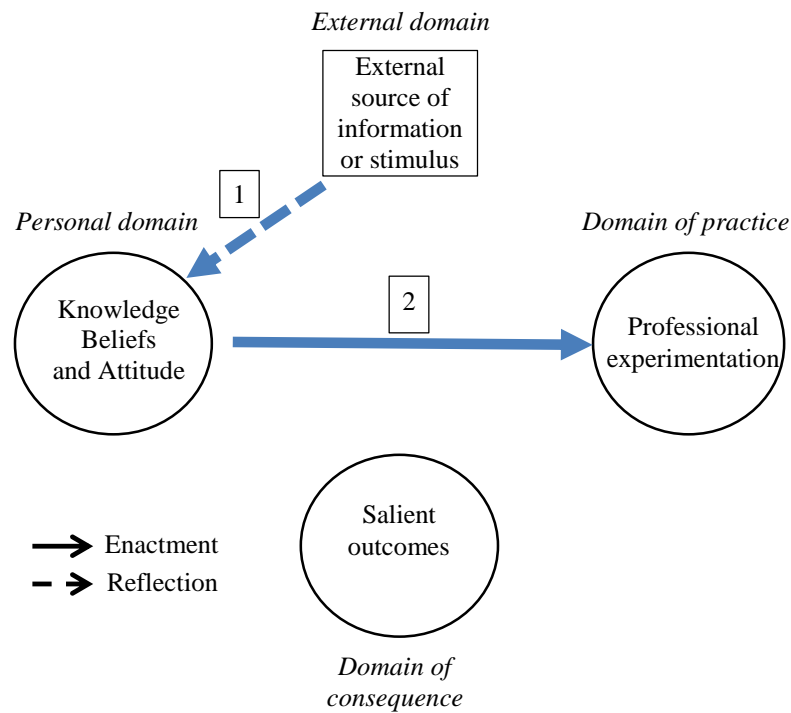 External domain
External
source of
information
or stimulus
1
Personal domain
Domain of practice
2
Knowledge
Beliefs
and Attitude
Professional
experimentation
Salient
outcomes
Enactment
Reflection
Domain of
consequence